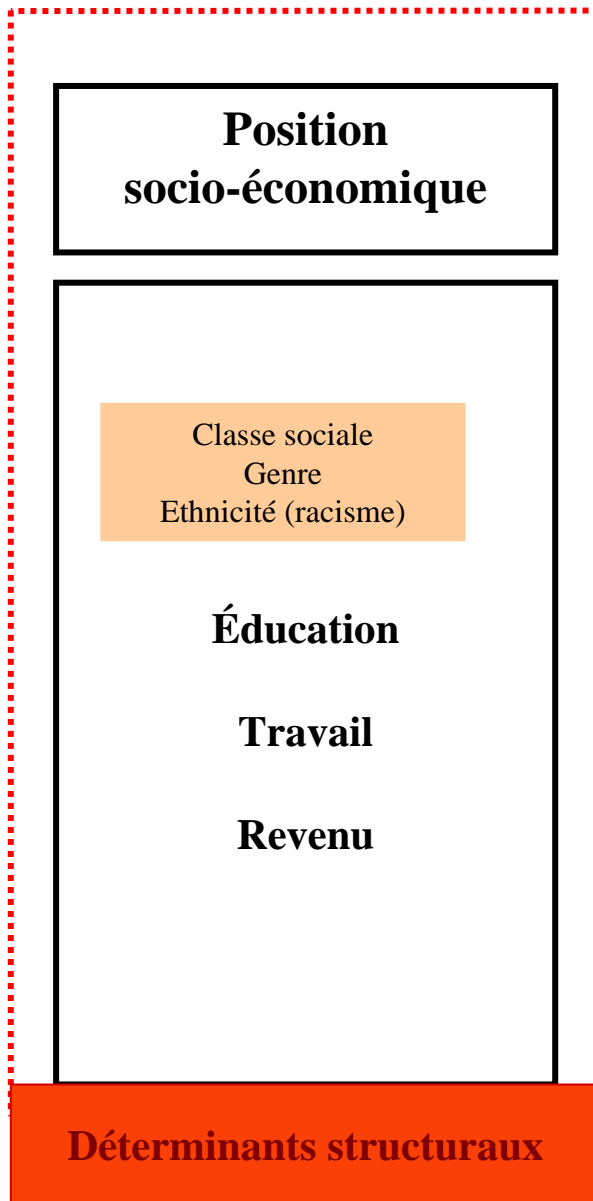 Position
socio-économique
Classe sociale
Genre
Ethnicité (racisme)
Éducation
Travail
Revenu
Déterminants structuraux